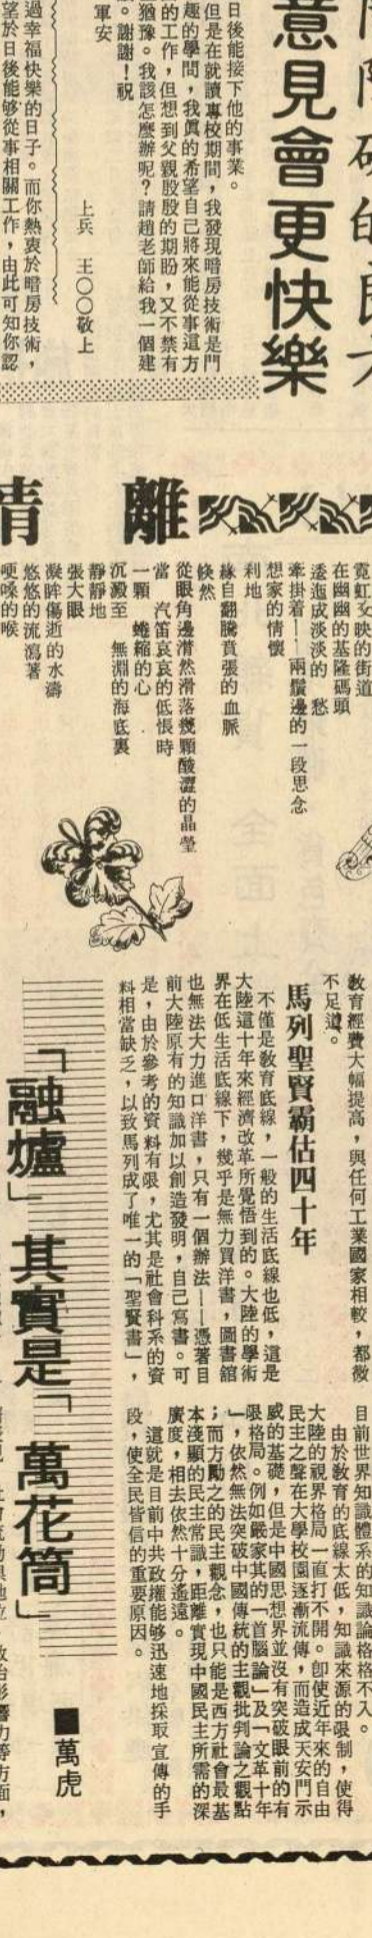 意見會更快樂
日後能接下他的事業。
但是在就讀專校期間，我發現暗房技術是門
趣的學問，我真的希望自己將來能從事這方
的工作，但想到父親殷殷的期盼，又不禁有
猶豫。我該怎麼辦呢？請趙老師給我一個建
。謝謝！祝
軍安
上兵　王○○敬上
過幸福快樂的日子。而你熱衷於暗房技術，
望於日後能夠從事相關工作，由此可知你認
離情
霓虹交映的街道
在幽幽的基隆碼頭
逶迤成淡淡的　愁
牽掛着——兩鬢邊的一段思念
想家的情懷
利地
緣自翻騰賁張的血脈
倏然
從眼角邊潸然滑落幾顆酸澀的晶瑩
當　汽笛哀哀的低悵時
一顆　蜷縮的心
沉澱至　無淵的海底裏
靜靜地
張大眼
凝眸傷逝的水濤
悠悠的流瀉著
哽嗓的喉
教育經費大幅提高，與任何工業國家相較，都微
不足道。
馬列聖賢霸佔四十年
不僅是教育底線，一般的生活底線也低，這是
大陸這十年來經濟改革所覺悟到的。大陸的學術
界在低生活底線下，幾乎是無力買洋書，圖書館
也無法大力進口洋書，只有一個辦法——憑著目
前大陸原有的知識加以創造發明，自己寫書。可
是，由於參考的資料有限，尤其是社會科系的資
料相當缺乏，以致馬列成了唯一的「聖賢書」，
目前世界知識體系的知識論格格不入。
由於教育的底線太低，知識來源的限制，使得
大陸的視界格局一直打不開。即使近年來的自由
民主之聲在大學校園逐漸流傳，而造成天安門示
威的基礎，但是中國思想界並沒有突破眼前的有
限格局。例如嚴家其的「首腦論」及「文革十年
」，依然無法突破中國傳統的主觀批判論之觀點
；而方勵之的民主觀念，也只能是西方社會最基
本淺顯的民主常識，距離實現中國民主所需的深
廣度，相去依然十分遙遠。
這就是目前中共政權能夠迅速地採取宣傳的手
段，使全民皆信的重要原因。
「融爐」其實是「萬花筒」
■萬虎